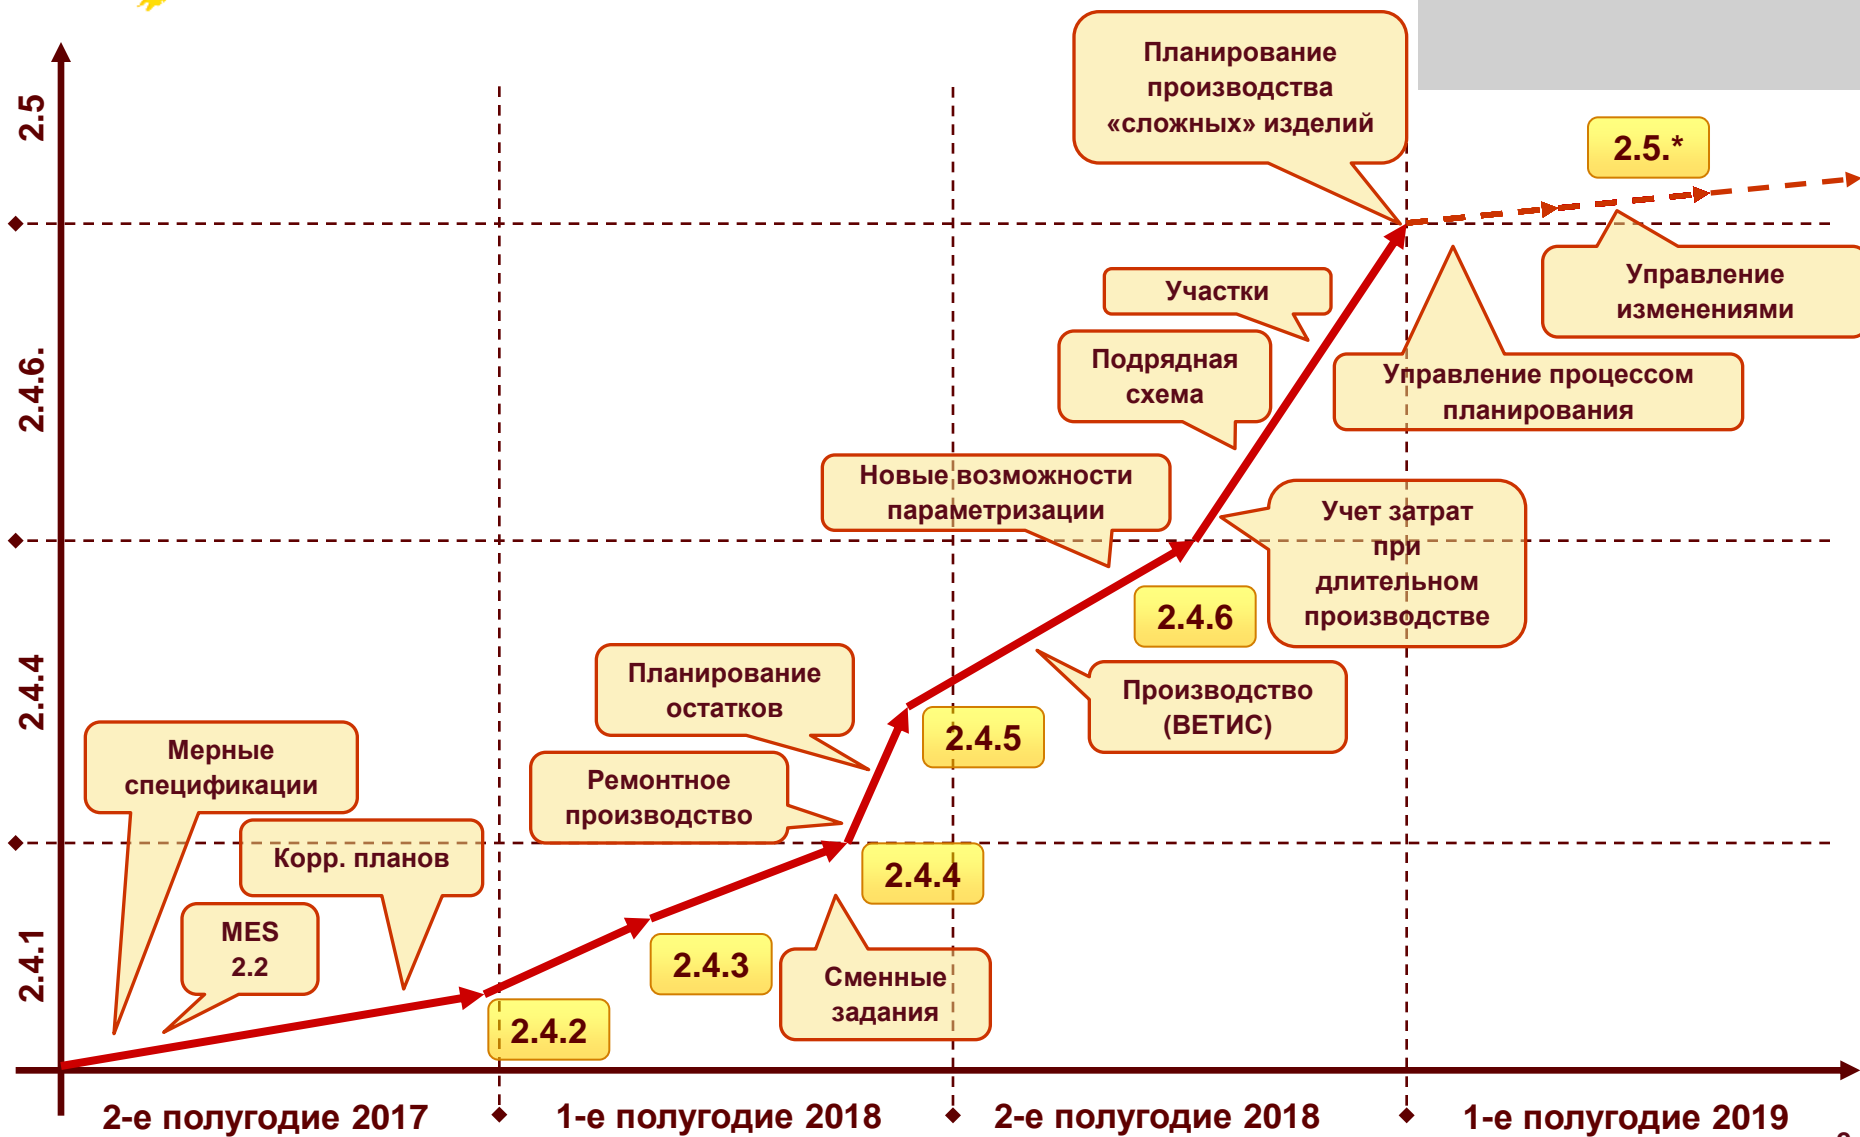 2.5
2.4.6.
2.4.4
2.4.1
Планирование
производства
«сложных» изделий
2.5.*
Управление
изменениями
Участки
Подрядная
схема
Управление процессом
планирования
Новые возможности
параметризации
Учет затрат
при
длительном
производстве
2.4.6
Производство
(ВЕТИС)
Планирование
остатков
2.4.5
Мерные
спецификации
Ремонтное
производство
Корр. планов
2.4.4
MES
2.2
2.4.3
Сменные
задания
2.4.2
2-е полугодие 2017
1-е полугодие 2018
2-е полугодие 2018
1-е полугодие 2019